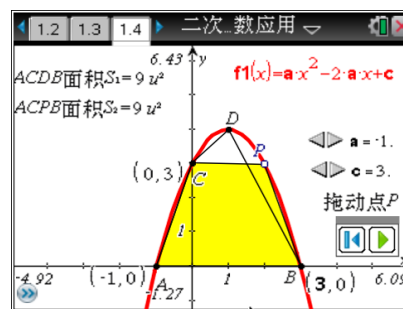 1.2 1.3 1.4 二次…数应用
6.43 y
f1(x)=a·x²-2·a·x+c
ACDB面积S₁=9 u²
ACPB面积S₂=9 u²
D
P
a=-1.
(0,3)
C
c=3.
拖动点P
1
-4.92 (-1,0) A 1 B (3,0) 6.09
-1.27